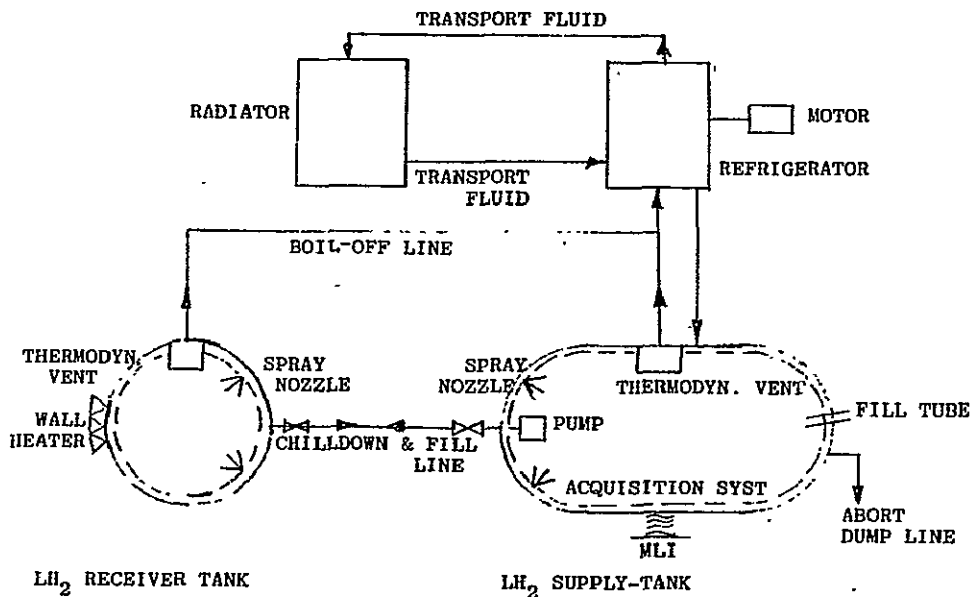 TRANSPORT FLUID
RADIATOR
MOTOR
REFRIGERATOR
TRANSPORT
FLUID
BOIL-OFF LINE
THERMODYN.
VENT
SPRAY
NOZZLE
SPRAY
NOZZLE
THERMODYN. VENT
WALL
HEATER
PUMP
FILL TUBE
CHILLDOWN & FILL
LINE
ACQUISITION SYST
ABORT
DUMP LINE
MLI
LH2 RECEIVER TANK
LH2 SUPPLY-TANK